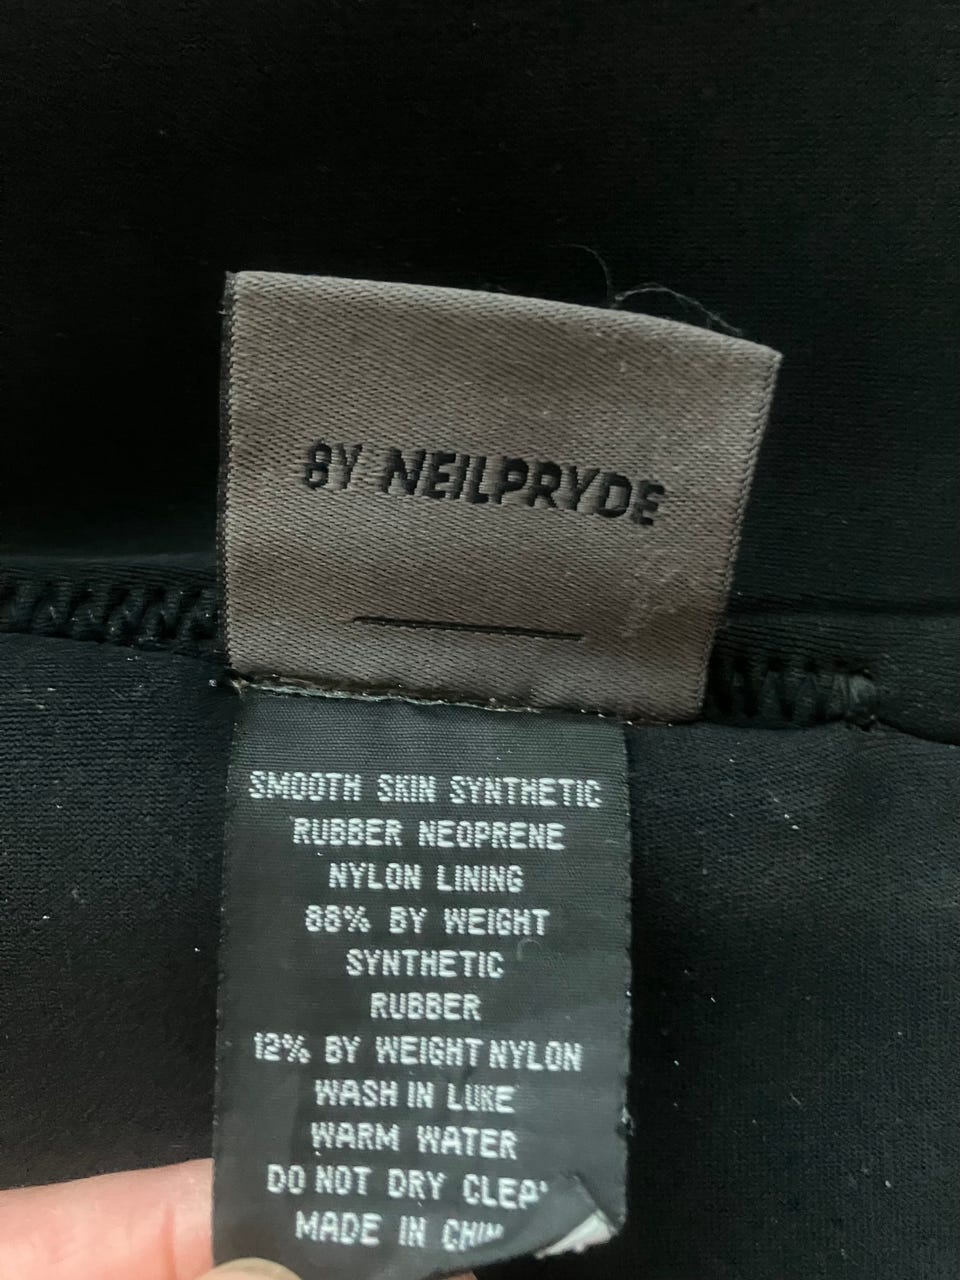 BY NEILPRYDE
SMOOTH SKIN SYNTHETIC
RUBBER NEOPRENE
NYLON LINING
88% BY WEIGHT
SYNTHETIC
RUBBER
12% BY WEIGHT NYLON
WASH IN LUKE
WARM WATER
DO NOT DRY
MADE IN